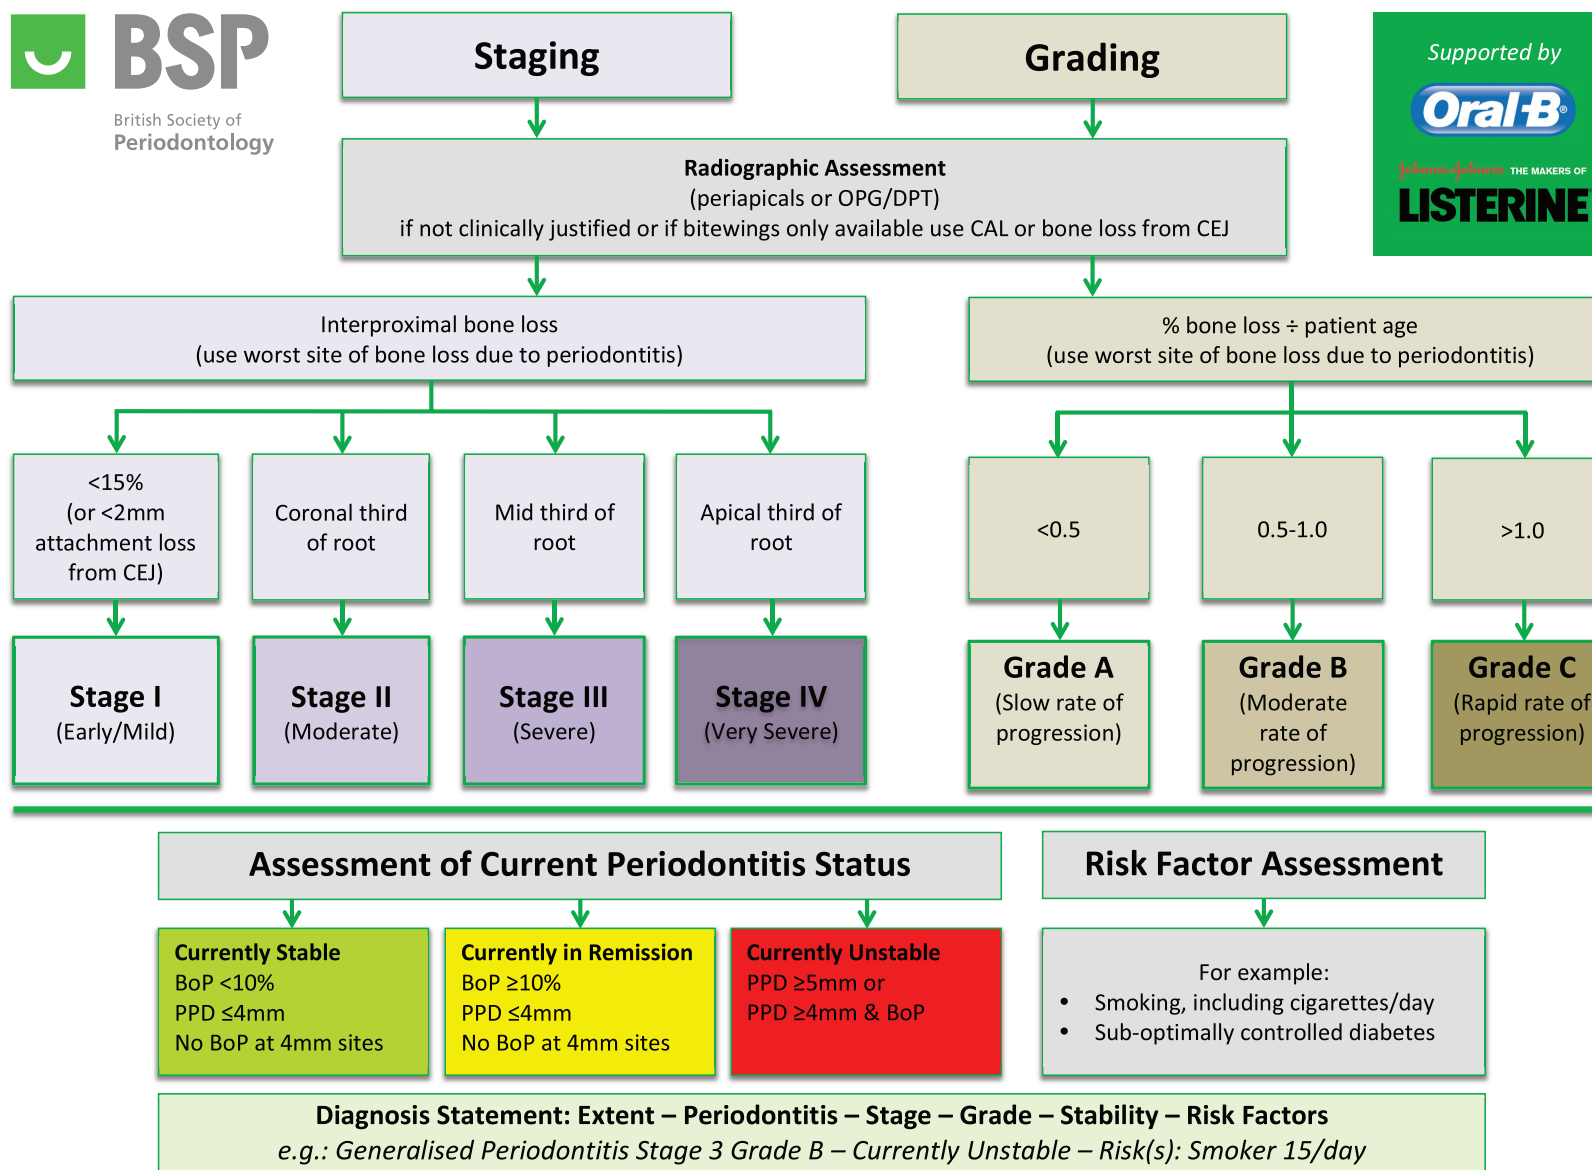 BSP
British Society of
Periodontology
Staging
Grading
Supported by
Oral-B®
Johnson & Johnson THE MAKERS OF
LISTERINE
Radiographic Assessment
(periapicals or OPG/DPT)
if not clinically justified or if bitewings only available use CAL or bone loss from CEJ
Interproximal bone loss
(use worst site of bone loss due to periodontitis)
% bone loss ÷ patient age
(use worst site of bone loss due to periodontitis)
<15%
(or <2mm
attachment loss
from CEJ)
Coronal third
of root
Mid third of
root
Apical third of
root
<0.5
0.5-1.0
>1.0
Stage I
(Early/Mild)
Stage II
(Moderate)
Stage III
(Severe)
Stage IV
(Very Severe)
Grade A
(Slow rate of
progression)
Grade B
(Moderate
rate of
progression)
Grade C
(Rapid rate of
progression)
Assessment of Current Periodontitis Status
Risk Factor Assessment
Currently Stable
BoP <10%
PPD ≤4mm
No BoP at 4mm sites
Currently in Remission
BoP ≥10%
PPD ≤4mm
No BoP at 4mm sites
Currently Unstable
PPD ≥5mm or
PPD ≥4mm & BoP
For example:
• Smoking, including cigarettes/day
• Sub-optimally controlled diabetes
Diagnosis Statement: Extent – Periodontitis – Stage – Grade – Stability – Risk Factors
e.g.: Generalised Periodontitis Stage 3 Grade B – Currently Unstable – Risk(s): Smoker 15/day